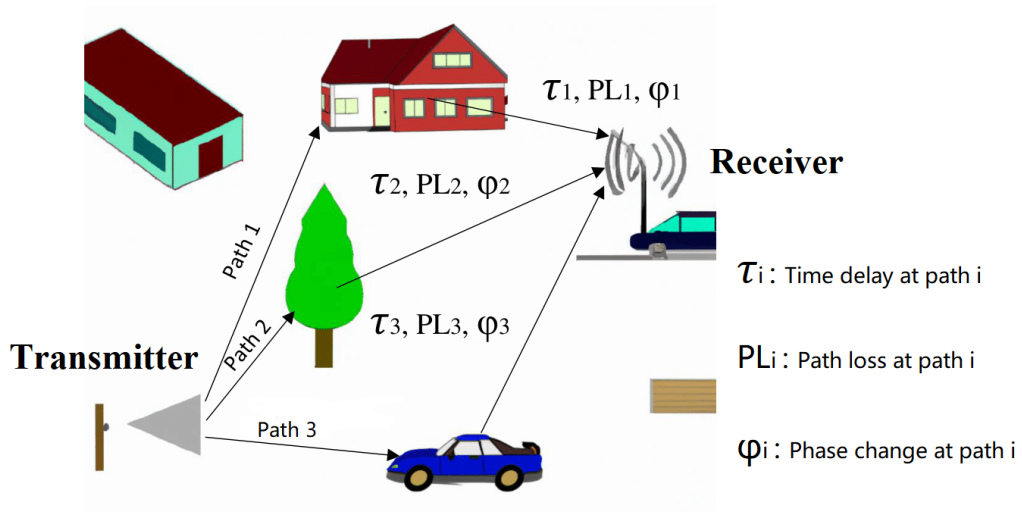 τ1, PL1, φ1
Receiver
τ2, PL2, φ2
Path 1
τi : Time delay at path i
τ3, PL3, φ3
Path 2
Transmitter
PLi : Path loss at path i
Path 3
φi : Phase change at path i